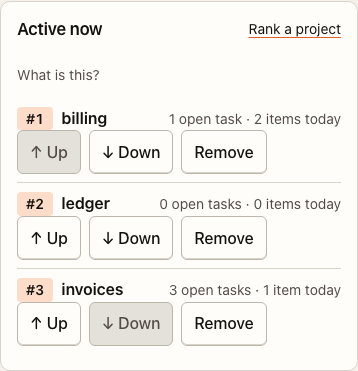 Active now Rank a project
What is this?
#1 billing 1 open task · 2 items today
↑ Up ↓ Down Remove
#2 ledger 0 open tasks · 0 items today
↑ Up ↓ Down Remove
#3 invoices 3 open tasks · 1 item today
↑ Up ↓ Down Remove